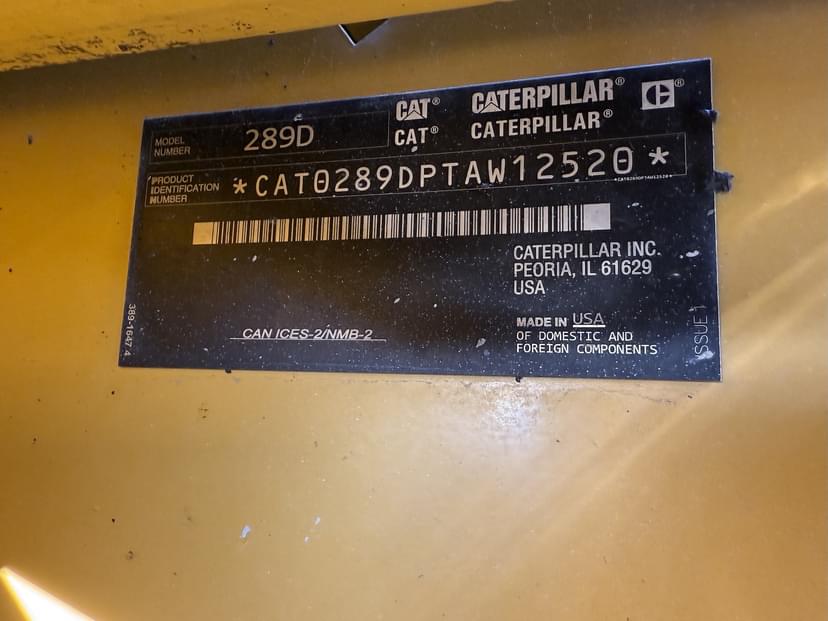 CAT® CATERPILLAR®
CAT® CATERPILLAR®
MODEL
NUMBER
289D
PRODUCT
IDENTIFICATION
NUMBER
*CAT0289DPTAW12520*
*CAT0289DPTAW12520*
CATERPILLAR INC.
PEORIA, IL 61629
USA
CAN ICES-2/NMB-2
MADE IN USA
OF DOMESTIC AND
FOREIGN COMPONENTS
389-1647 4
ISSUE 1